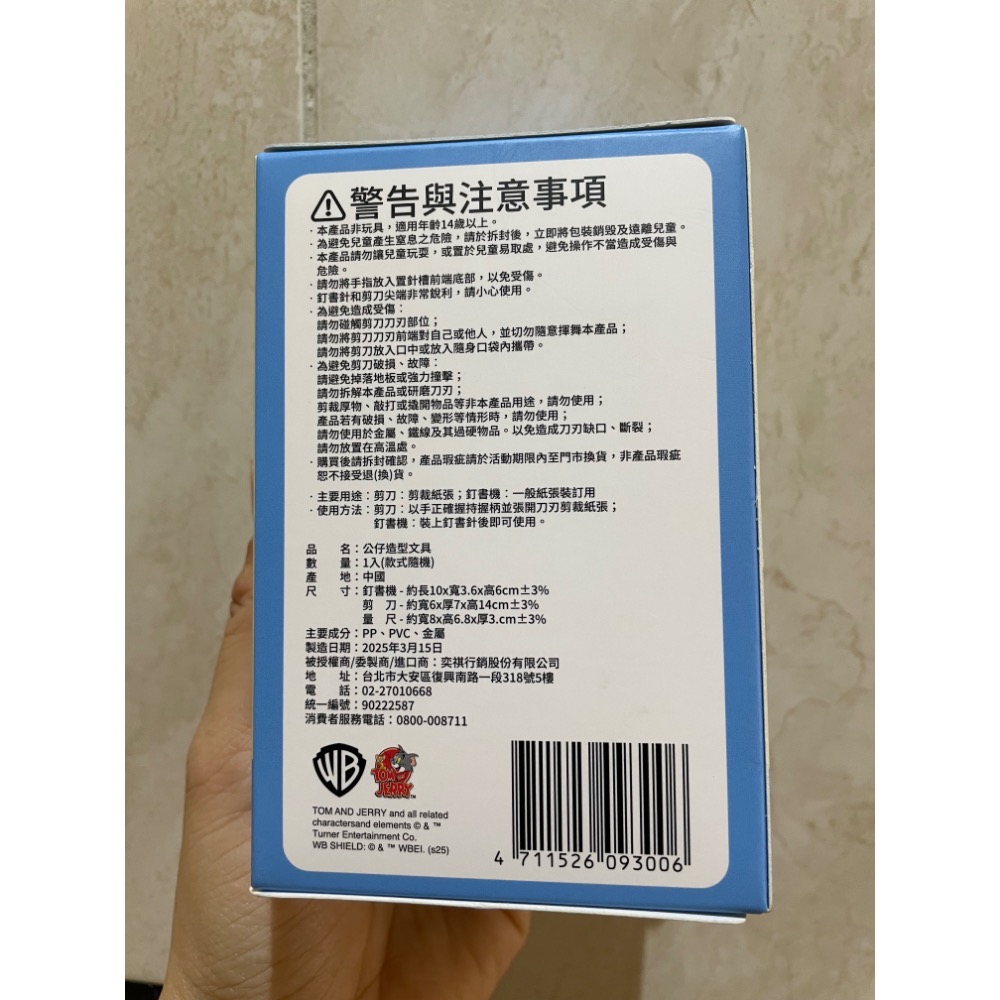 ⚠警告與注意事項
· 本產品非玩具，適用年齡14歲以上。
· 為避免兒童產生窒息之危險，請於拆封後，立即將包裝銷毀及遠離兒童。
· 本產品請勿讓兒童玩耍，或置於兒童易取處，避免操作不當造成受傷與
危險。
· 請勿將手指放入置針槽前端底部，以免受傷。
· 釘書針和剪刀尖端非常銳利，請小心使用。
· 為避免造成受傷：
請勿碰觸剪刀刀刃部位；
請勿將剪刀刀刃前端對自己或他人，並切勿隨意揮舞本產品；
請勿將剪刀放入口中或放入隨身口袋內攜帶。
· 為避免剪刀破損、故障：
請避免掉落地板或強力撞擊；
請勿拆解本產品或研磨刀刃；
剪裁厚物、敲打或撬開物品等非本產品用途，請勿使用；
產品若有破損、故障、變形等情形時，請勿使用；
請勿使用於金屬、鐵線及其過硬物品。以免造成刀刃缺口、斷裂；
請勿放置在高溫處。
· 購買後請拆封確認，產品瑕疵請於活動期限內至門市換貨，非產品瑕疵
恕不接受退(換)貨。
· 主要用途：剪刀：剪裁紙張；釘書機：一般紙張裝訂用
· 使用方法：剪刀：以手正確握持握柄並張開刀刃剪裁紙張；
釘書機：裝上釘書針後即可使用。
品 名：公仔造型文具
數 量：1入(款式隨機)
產 地：中國
尺 寸：釘書機 - 約長10x寬3.6x高6cm±3%
剪 刀 - 約寬6x厚7x高14cm±3%
量 尺 - 約寬8x高6.8x厚3.cm±3%
主要成分：PP、PVC、金屬
製造日期：2025年3月15日
被授權商/委製商/進口商：奕祺行銷股份有限公司
地 址：台北市大安區復興南路一段318號5樓
電 話：02-27010668
統一編號：90222587
消費者服務電話：0800-008711
WB
TOM AND JERRY™
TOM AND JERRY and all related
charactersand elements © & ™
Turner Entertainment Co.
WB SHIELD: © & ™ WBEI. (s25)
4 711526 093006